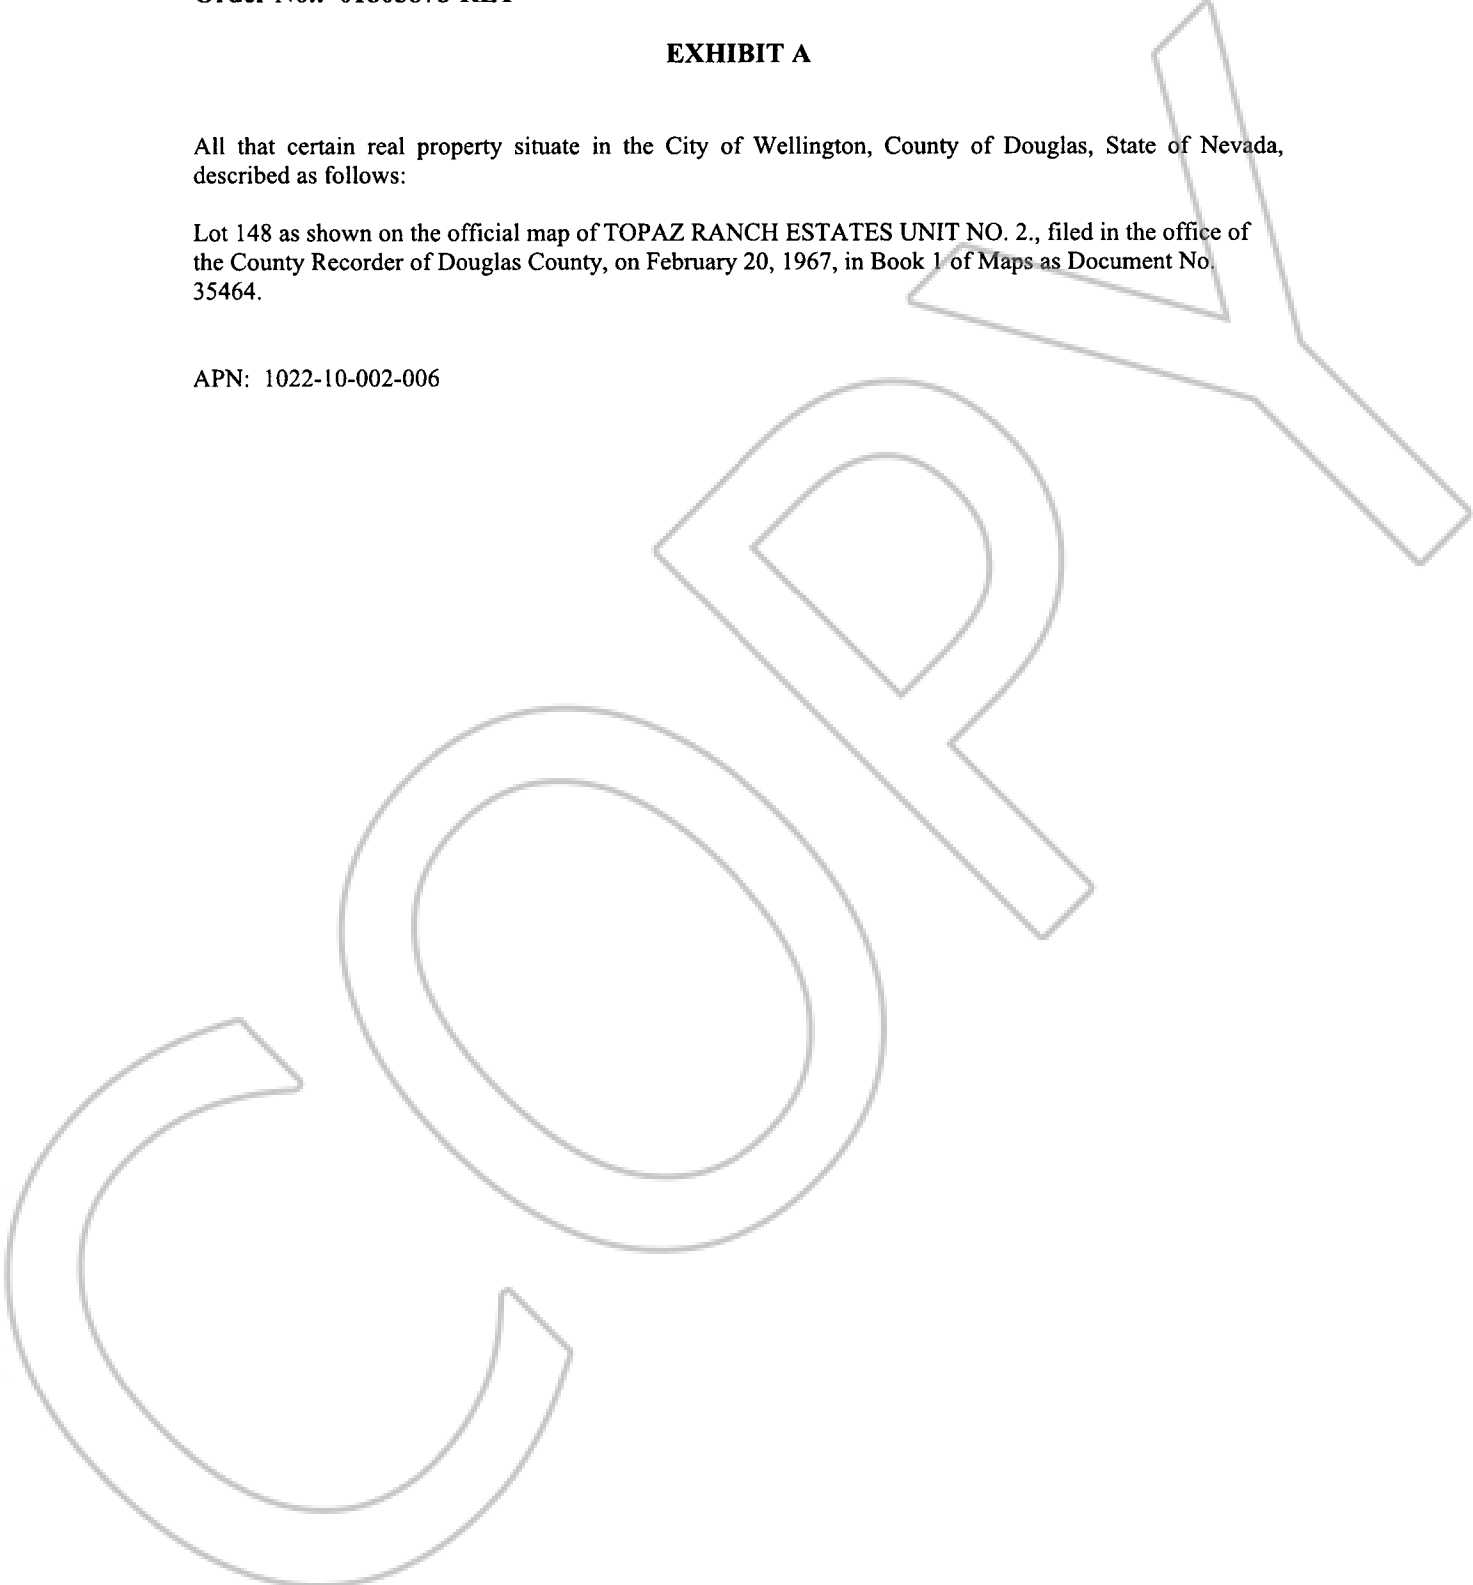 EXHIBIT A
All that certain real property situate in the City of Wellington, County of Douglas, State of Nevada,
described as follows:
Lot 148 as shown on the official map of TOPAZ RANCH ESTATES UNIT NO. 2., filed in the office of
the County Recorder of Douglas County, on February 20, 1967, in Book 1 of Maps as Document No.
35464.
APN: 1022-10-002-006
COPY